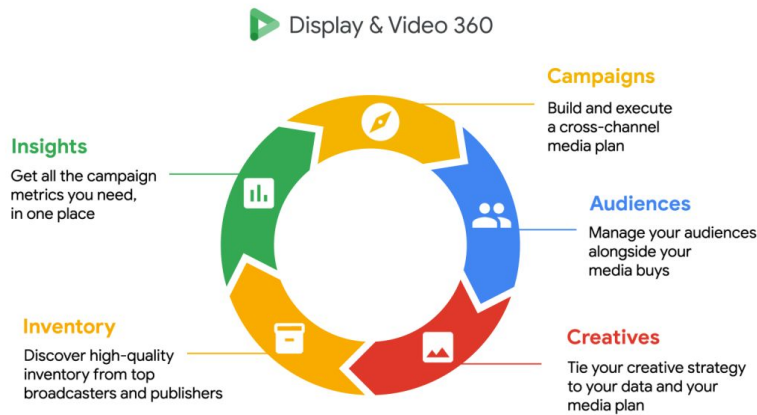 Display & Video 360
Campaigns
Build and execute
a cross-channel
media plan
Audiences
Manage your audiences
alongside your
media buys
Creatives
Tie your creative strategy
to your data and your
media plan
Inventory
Discover high-quality
inventory from top
broadcasters and publishers
Insights
Get all the campaign
metrics you need,
in one place